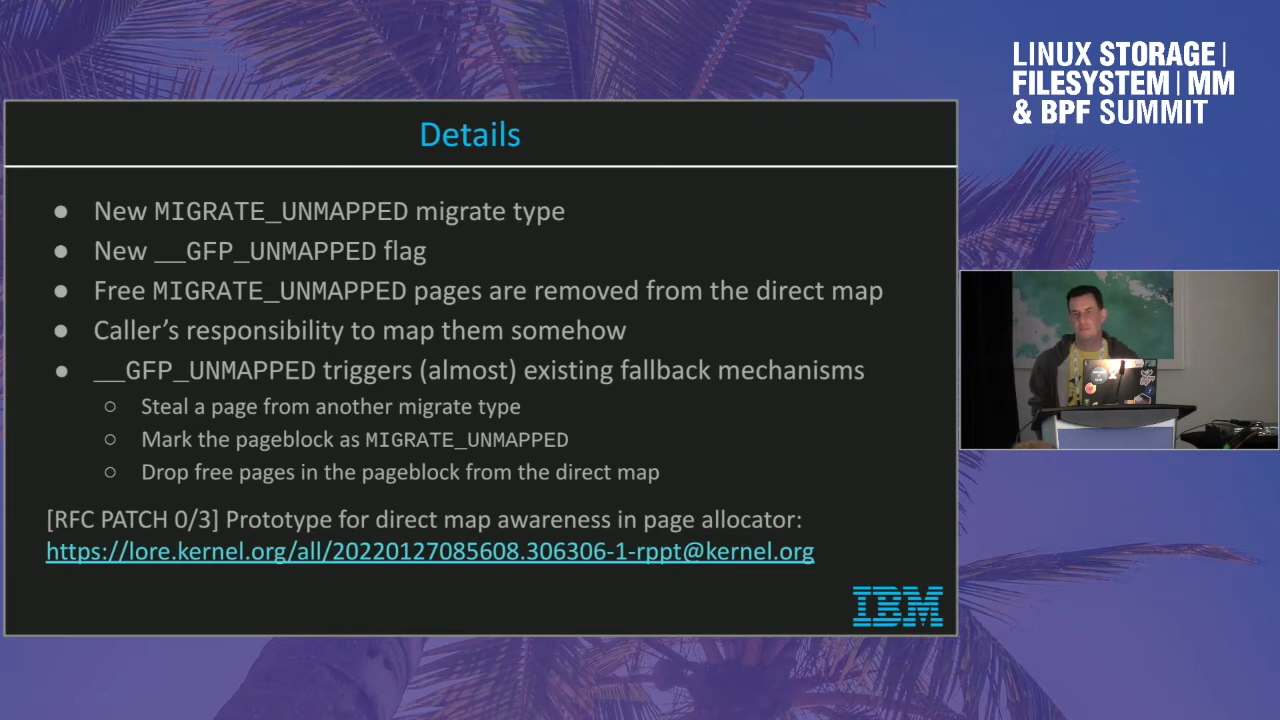 LINUX STORAGE |
FILESYSTEM | MM
& BPF SUMMIT
Details
● New MIGRATE_UNMAPPED migrate type
● New __GFP_UNMAPPED flag
● Free MIGRATE_UNMAPPED pages are removed from the direct map
● Caller’s responsibility to map them somehow
● __GFP_UNMAPPED triggers (almost) existing fallback mechanisms
○ Steal a page from another migrate type
○ Mark the pageblock as MIGRATE_UNMAPPED
○ Drop free pages in the pageblock from the direct map
[RFC PATCH 0/3] Prototype for direct map awareness in page allocator:
https://lore.kernel.org/all/20220127085608.306306-1-rppt@kernel.org
IBM